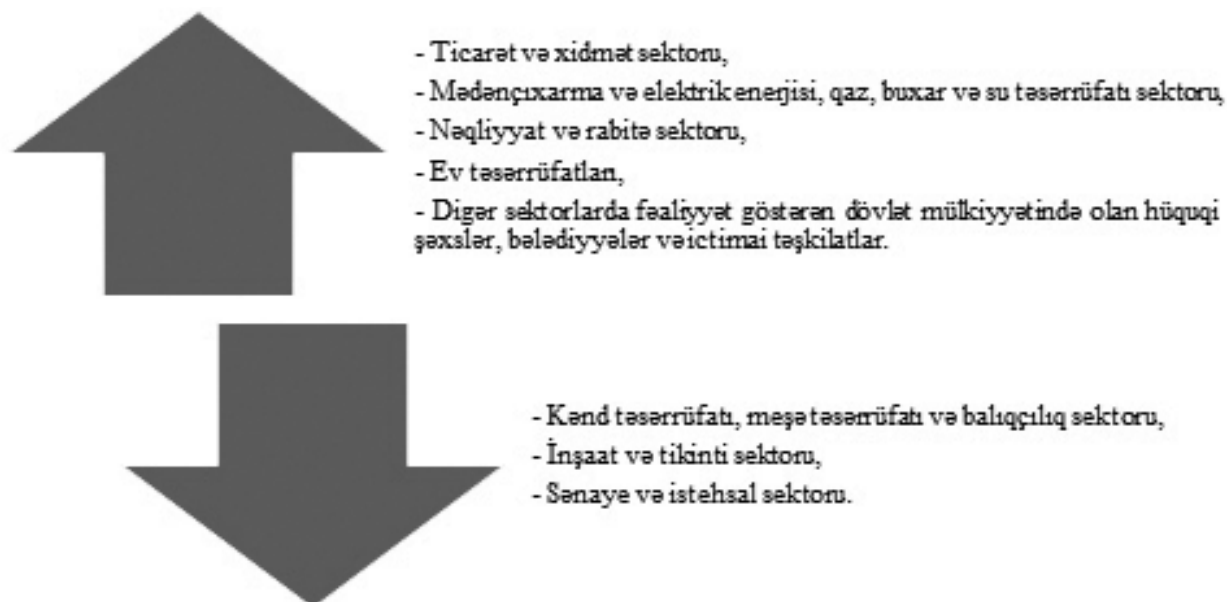 - Ticarət və xidmət sektoru,
- Mədənçıxarma və elektrik enerjisi, qaz, buxar və su təsərrüfatı sektoru,
- Nəqliyyat və rabitə sektoru,
- Ev təsərrüfatları,
- Digər sektorlarda fəaliyyət göstərən dövlət mülkiyyətində olan hüquqi
şəxslər, bələdiyyələr və ictimai təşkilatlar.
- Kənd təsərrüfatı, meşə təsərrüfatı və balıqçılıq sektoru,
- İnşaat və tikinti sektoru,
- Sənaye və istehsal sektoru.